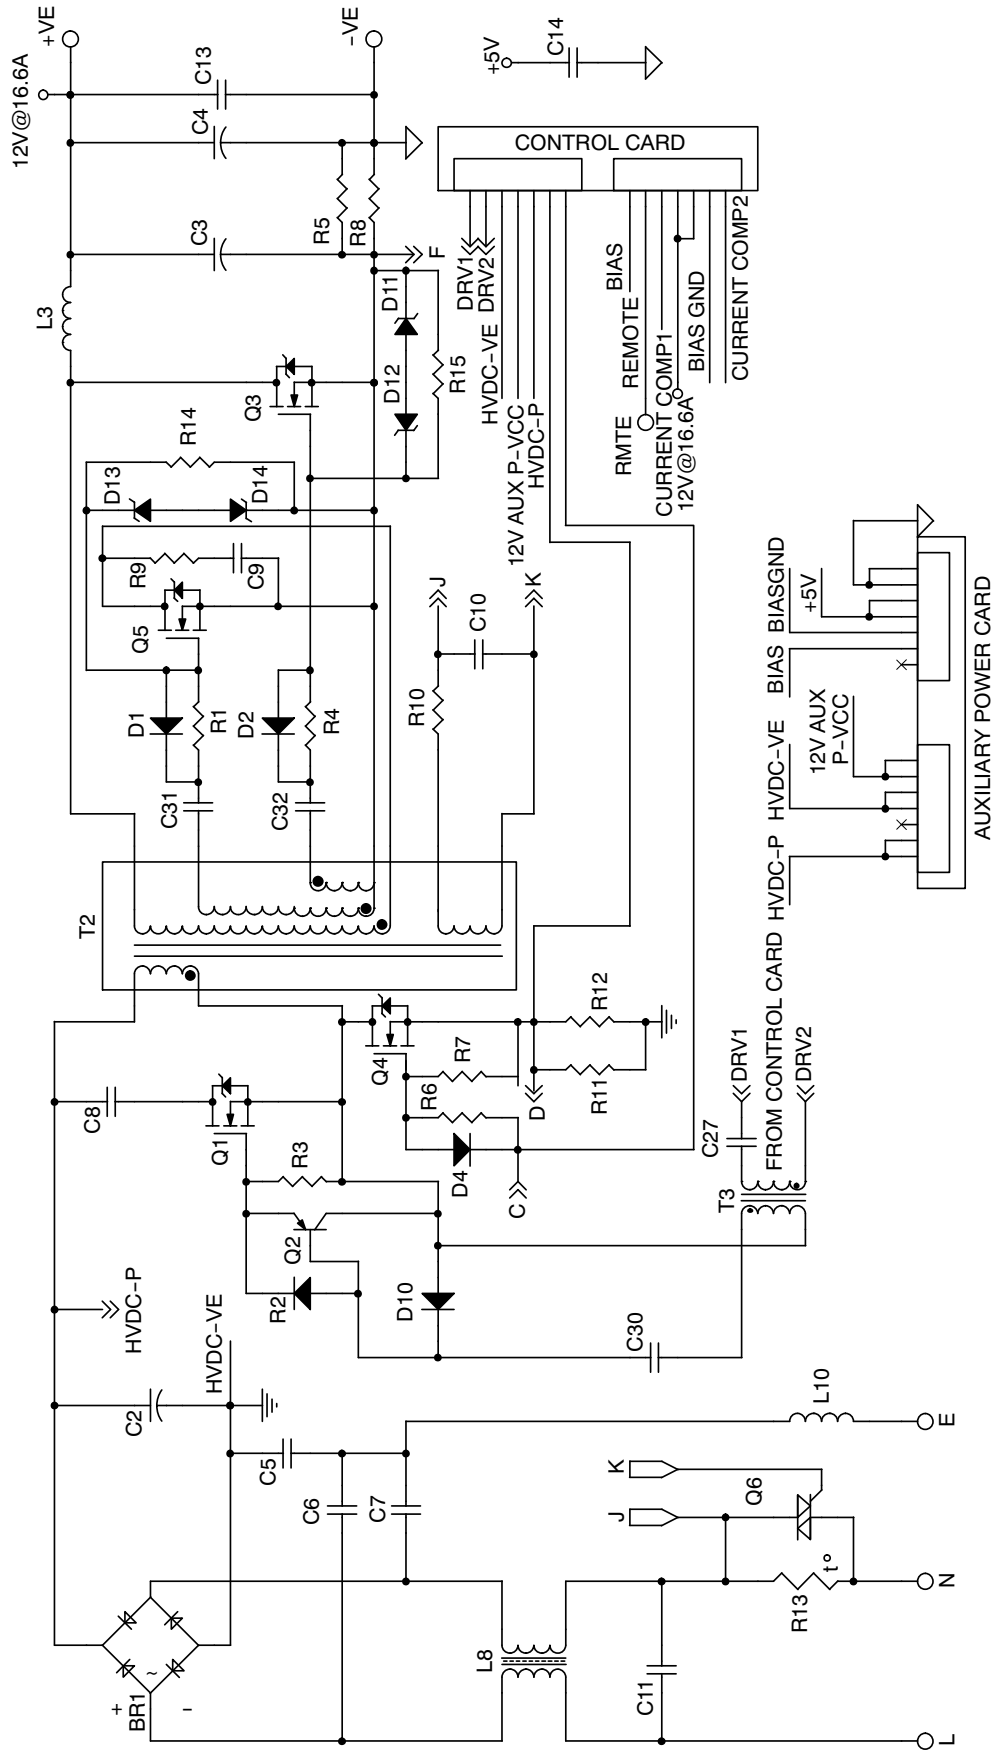 12V@16.6A
+VE
-VE
L3
C3
C4
C13
R5
R8
F
D11
D12
R15
Q3
R14
D13
D14
R9
C9
Q5
D1
R1
D2
R4
C31
C32
T2
J
K
R10
C10
+5V
C14
CONTROL CARD
DRV1
DRV2
HVDC-VE
12V AUX P-VCC
HVDC-P
BIAS
REMOTE
RMTE
CURRENT COMP1
12V@16.6A
BIAS GND
CURRENT COMP2
C8
Q1
R3
Q2
R2
D10
Q4
R7
R6
D4
C
D
R12
R11
HVDC-P
HVDC-VE
C2
C5
C6
C7
+
BR1
~
-
L8
C11
C30
T3
C27
DRV1
FROM CONTROL CARD
DRV2
L10
J
K
Q6
R13
t°
L
N
E
HVDC-P
HVDC-VE
12V AUX
P-VCC
BIAS
BIASGND
+5V
AUXILIARY POWER CARD